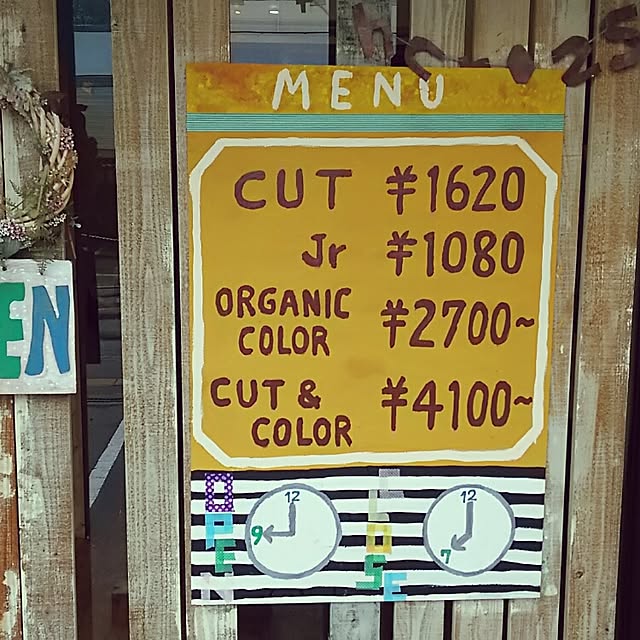 MENU
CUT ¥1620
Jr ¥1080
ORGANIC
COLOR ¥2700~
CUT &
COLOR ¥4100~
EN
OPEN
12
9
CLOSE
12
7